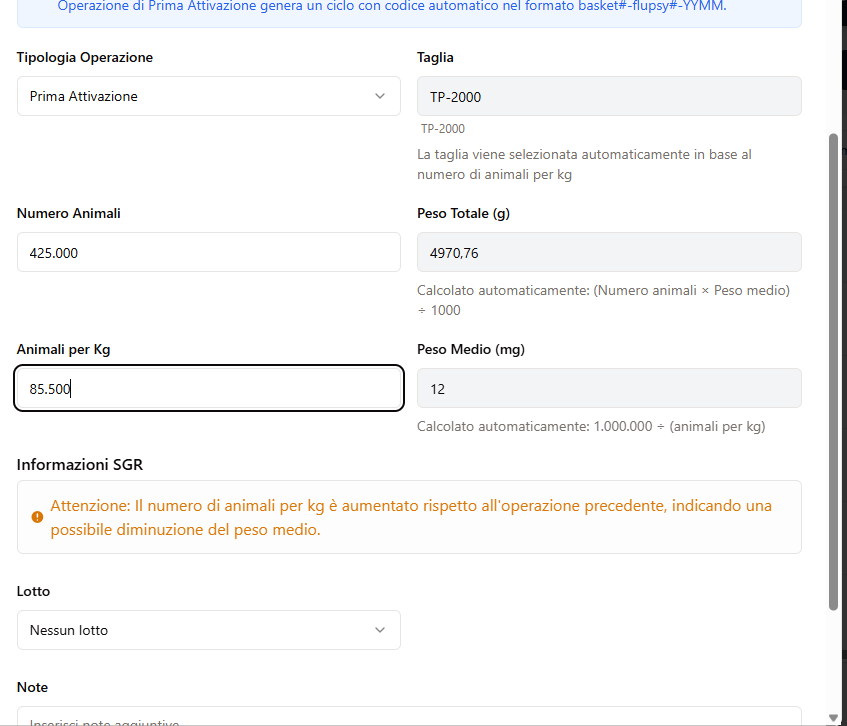 Operazione di Prima Attivazione genera un ciclo con codice automatico nel formato basket#-flupsy#-YYMM.
Tipologia Operazione
Prima Attivazione
Taglia
TP-2000
TP-2000
La taglia viene selezionata automaticamente in base al
numero di animali per kg
Numero Animali
425.000
Peso Totale (g)
4970,76
Calcolato automaticamente: (Numero animali × Peso medio)
÷ 1000
Animali per Kg
85.500
Peso Medio (mg)
12
Calcolato automaticamente: 1.000.000 ÷ (animali per kg)
Informazioni SGR
Attenzione: Il numero di animali per kg è aumentato rispetto all'operazione precedente, indicando una
possibile diminuzione del peso medio.
Lotto
Nessun lotto
Note
Inserisci note aggiuntive